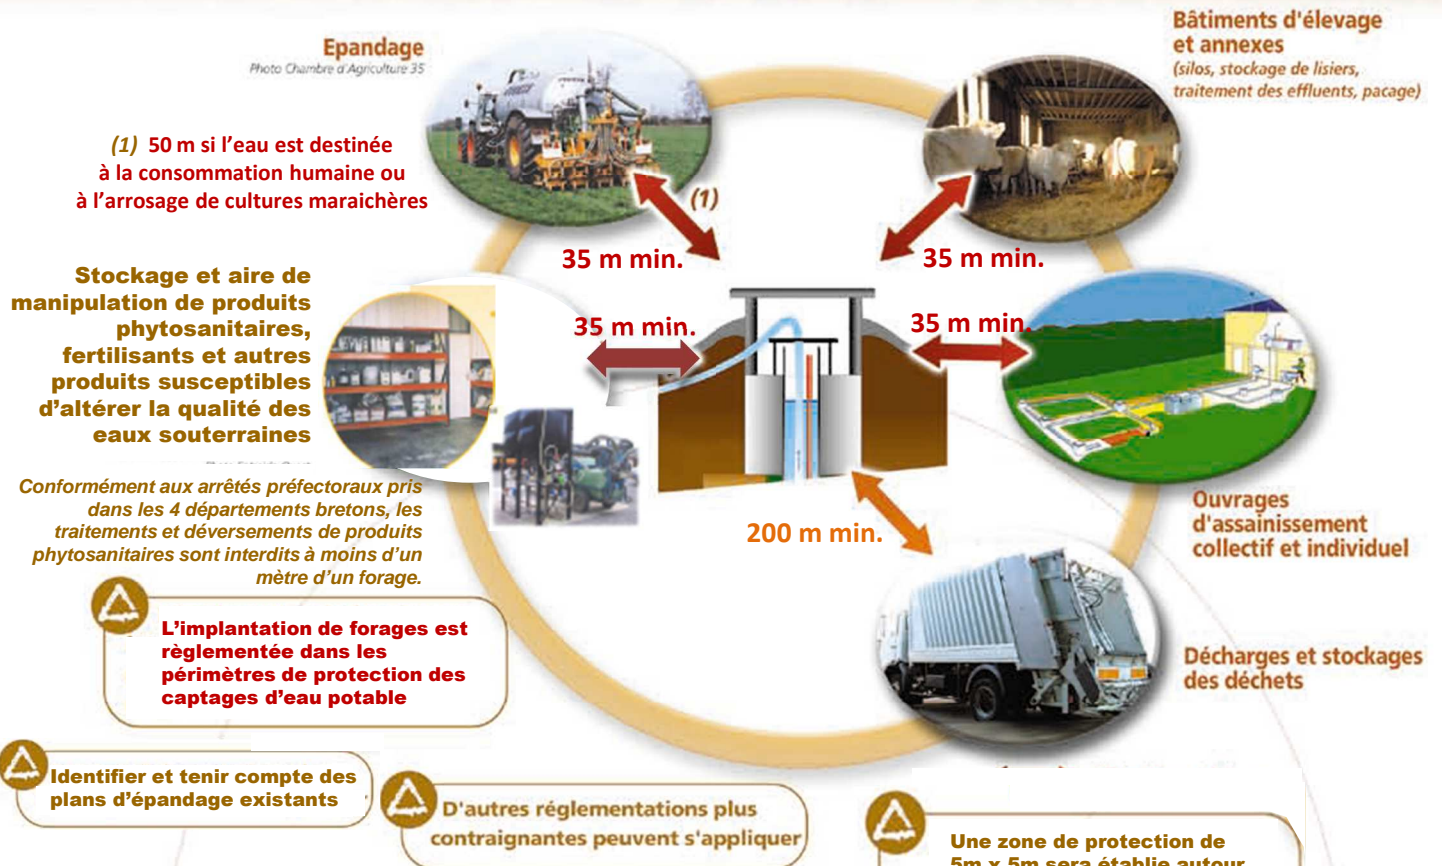 Epandage
Photo Chambre d'Agriculture 35
Bâtiments d'élevage
et annexes
(silos, stockage de lisiers,
traitement des effluents, pacage)
(1) 50 m si l'eau est destinée
à la consommation humaine ou
à l'arrosage de cultures maraichères
(1)
35 m min.
35 m min.
Stockage et aire de
manipulation de produits
phytosanitaires,
fertilisants et autres
produits susceptibles
d'altérer la qualité des
eaux souterraines
35 m min.
35 m min.
Conformément aux arrêtés préfectoraux pris
dans les 4 départements bretons, les
traitements et déversements de produits
phytosanitaires sont interdits à moins d'un
mètre d'un forage.
200 m min.
Ouvrages
d'assainissement
collectif et individuel
L'implantation de forages est
règlementée dans les
périmètres de protection des
captages d'eau potable
Décharges et stockages
des déchets
Identifier et tenir compte des
plans d'épandage existants
D'autres réglementations plus
contraignantes peuvent s'appliquer
Une zone de protection de
5m x 5m sera établie autour